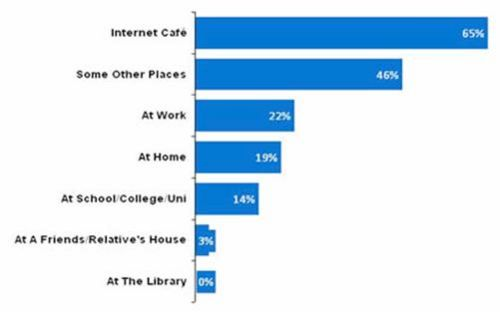 Internet Café 65%
Some Other Places 46%
At Work 22%
At Home 19%
At School/College/Uni 14%
At A Friends/Relative's House 3%
At The Library 0%